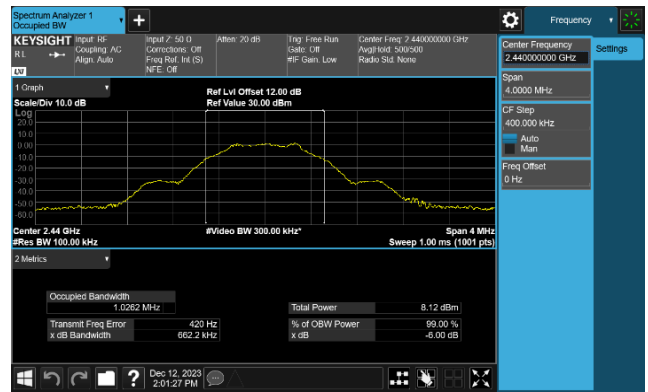 Spectrum Analyzer 1
Occupied BW
Frequency
KEYSIGHT
RL
LXI
Input: RF
Coupling: AC
Align: Auto
Input Z: 50 Ω
Corrections: Off
Freq Ref: Int (S)
NFE: Off
Atten: 20 dB
Trig: Free Run
Gate: Off
#IF Gain: Low
Center Freq: 2.440000000 GHz
Avg|Hold: 500/500
Radio Std: None
Center Frequency
2.440000000 GHz
Settings
Span
4.0000 MHz
CF Step
400.000 kHz
Auto
Man
Freq Offset
0 Hz
1 Graph
Scale/Div 10.0 dB
Ref Lvl Offset 12.00 dB
Ref Value 30.00 dBm
Log
20.0
10.0
0.00
-10.0
-20.0
-30.0
-40.0
-50.0
-60.0
Center 2.44 GHz
#Res BW 100.00 kHz
#Video BW 300.00 kHz*
Span 4 MHz
Sweep 1.00 ms (1001 pts)
2 Metrics
Occupied Bandwidth
1.0262 MHz
Total Power 8.12 dBm
Transmit Freq Error 420 Hz % of OBW Power 99.00 %
x dB Bandwidth 662.2 kHz x dB -6.00 dB
?
Dec 12, 2023
2:01:27 PM